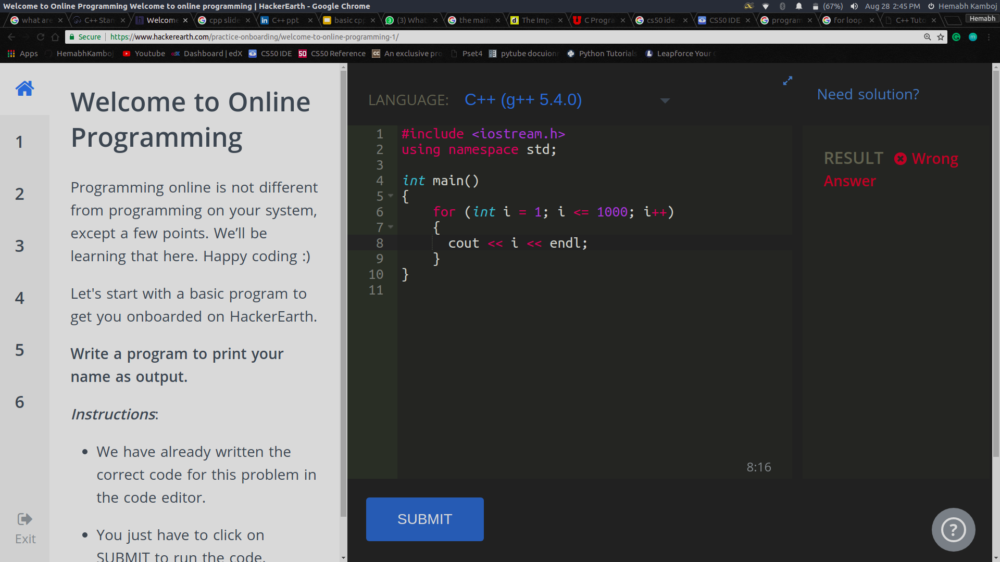 Welcome to Online Programming Welcome to online programming | HackerEarth - Google Chrome
(67%) Aug 28 2:45 PM Hemabh Kamboj
what are C++ Stan Welcome cpp slide C++ ppt basic cpp (3) What the main The Impo C Progra cs50 ide CS50 IDE program for loop C++ Tuto Hemabh
Secure https://www.hackerearth.com/practice-onboarding/welcome-to-online-programming-1/
Apps HemabhKamboj Youtube Dashboard | edX CS50 IDE CS50 Reference An exclusive pro Pset4 pytube docuion Python Tutorials Leapforce Your
Welcome to Online
Programming
1
2
3
4
5
6
Exit
Programming online is not different
from programming on your system,
except a few points. We’ll be
learning that here. Happy coding :)
Let's start with a basic program to
get you onboarded on HackerEarth.
Write a program to print your
name as output.
Instructions:
• We have already written the
correct code for this problem in
the code editor.
• You just have to click on
SUBMIT to run the code.
LANGUAGE: C++ (g++ 5.4.0)
1 #include <iostream.h>
2 using namespace std;
3
4 int main()
5 {
6     for (int i = 1; i <= 1000; i++)
7     {
8       cout << i << endl;
9     }
10 }
11
8:16
SUBMIT
Need solution?
RESULT Wrong
Answer
?